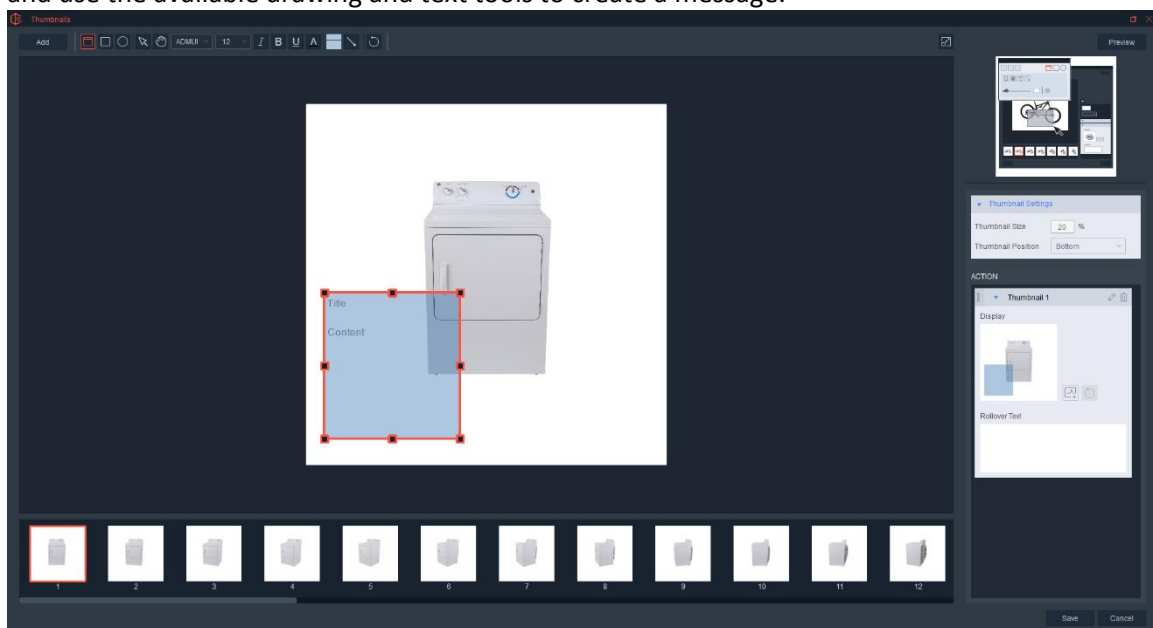 and use the available drawing and text tools to create a message.
Thumbnails
Add ADMUI 12 I B U A Preview
Thumbnail Settings
Thumbnail Size 20 %
Thumbnail Position Bottom
ACTION
Thumbnail 1
Display
Title
Content
Rollover Text
1 2 3 4 5 6 7 8 9 10 11 12
Save Cancel